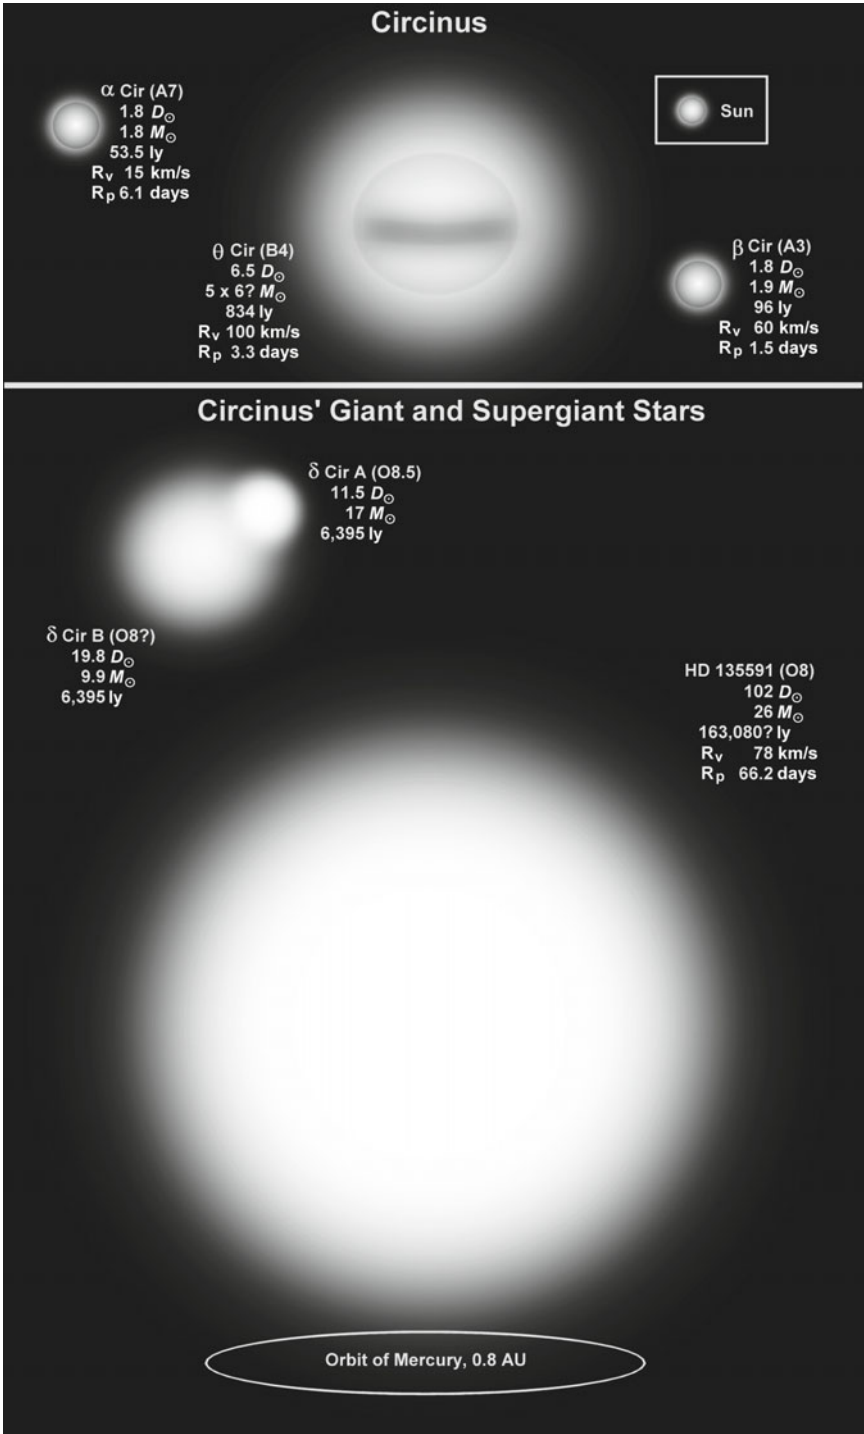 Circinus
α Cir (A7)
1.8 D☉
1.8 M☉
53.5 ly
Rv 15 km/s
Rp 6.1 days
Sun
θ Cir (B4)
6.5 D☉
5 x 6? M☉
834 ly
Rv 100 km/s
Rp 3.3 days
β Cir (A3)
1.8 D☉
1.9 M☉
96 ly
Rv 60 km/s
Rp 1.5 days
Circinus' Giant and Supergiant Stars
δ Cir A (O8.5)
11.5 D☉
17 M☉
6,395 ly
δ Cir B (O8?)
19.8 D☉
9.9 M☉
6,395 ly
HD 135591 (O8)
102 D☉
26 M☉
163,080? ly
Rv 78 km/s
Rp 66.2 days
Orbit of Mercury, 0.8 AU